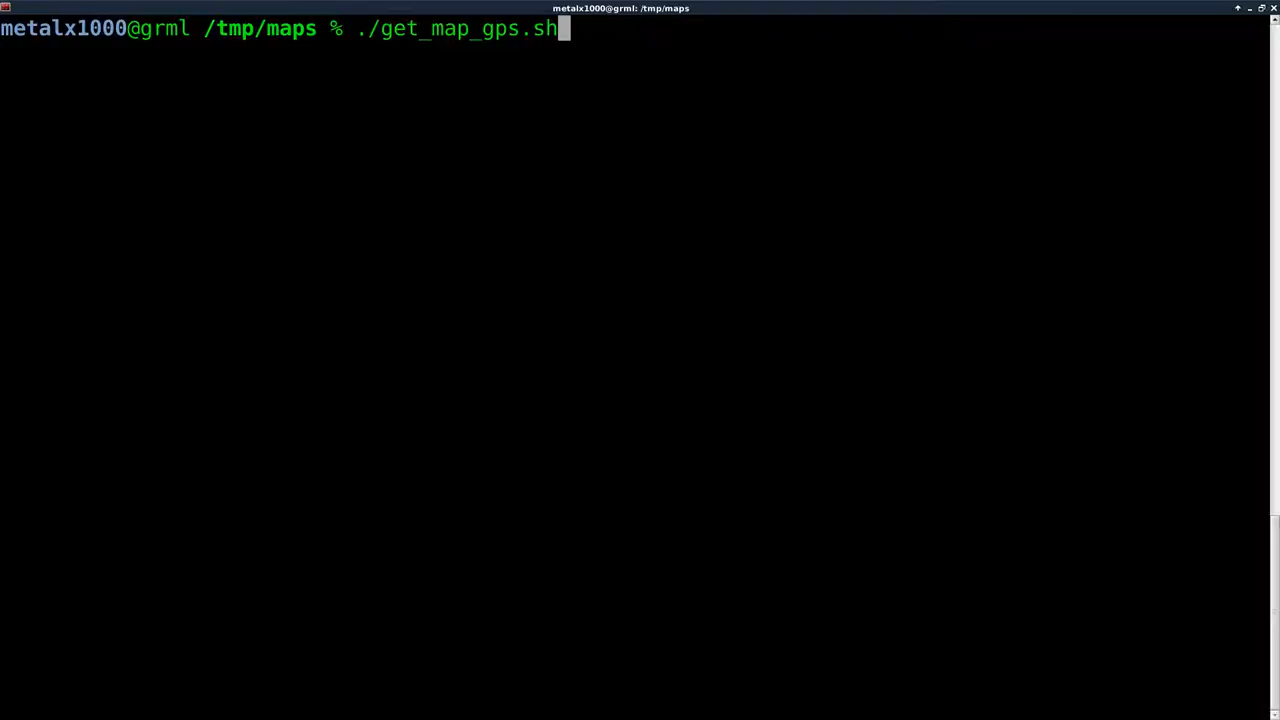 metalx1000@grml: /tmp/maps
metalx1000@grml /tmp/maps % ./get_map_gps.sh